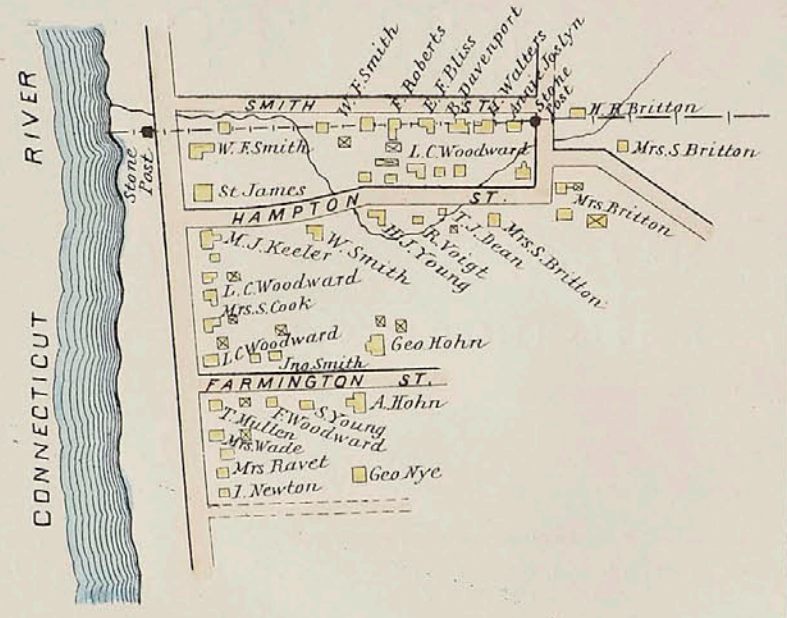 CONNECTICUT RIVER
Stone Post
SMITH ST.
W. F. Smith
F. Roberts
E. F. Bliss
B. Davenport
H. Walters
Joslyn
Stone Post
H. R. Britton
Mrs. S. Britton
W. F. Smith
L. C. Woodward
St James
HAMPTON ST.
Mrs. Britton
M. J. Keeler
W. Smith
H. J. Young
R. Voigt
T. J. Dean
Mrs. S. Britton
L. C. Woodward
Mrs. S. Cook
L C Woodward
Jno. Smith
Geo Hohn
FARMINGTON ST.
T. Mullen
F. Woodward
S. Young
A. Hohn
Mrs. Wade
Mrs Ravet
Geo Nye
I. Newton